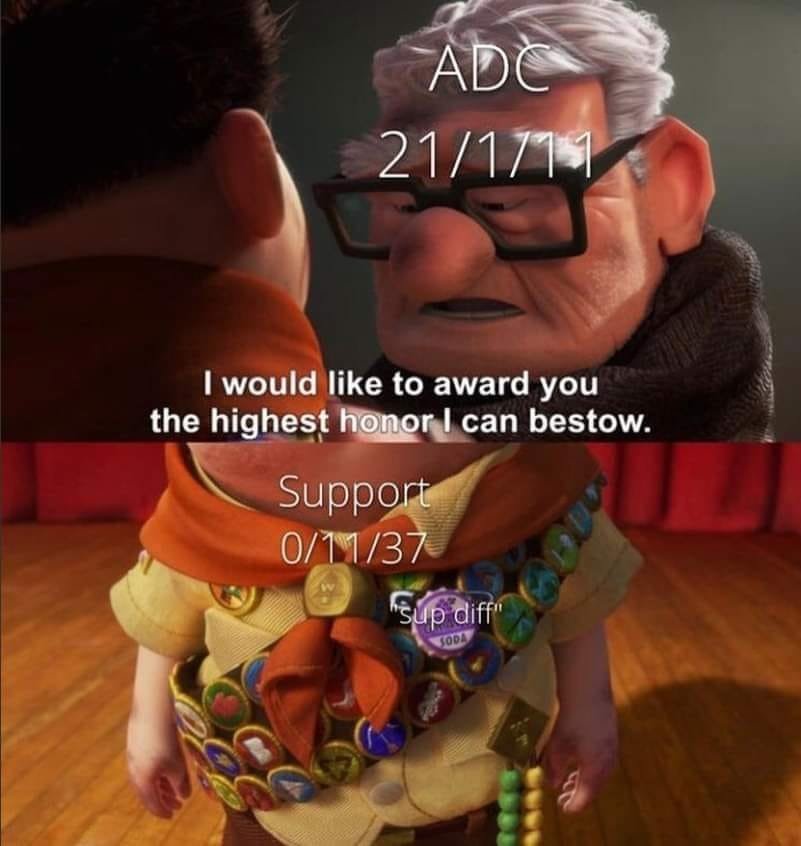 ADC
21/1/11
I would like to award you
the highest honor I can bestow.
Support
0/11/37
"sup diff"
SODA